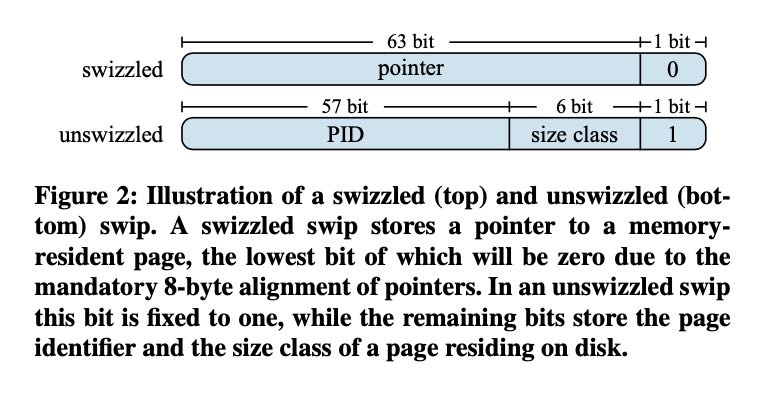 63 bit 1 bit
swizzled pointer 0
57 bit 6 bit 1 bit
unswizzled PID size class 1
Figure 2: Illustration of a swizzled (top) and unswizzled (bot-
tom) swip. A swizzled swip stores a pointer to a memory-
resident page, the lowest bit of which will be zero due to the
mandatory 8-byte alignment of pointers. In an unswizzled swip
this bit is fixed to one, while the remaining bits store the page
identifier and the size class of a page residing on disk.